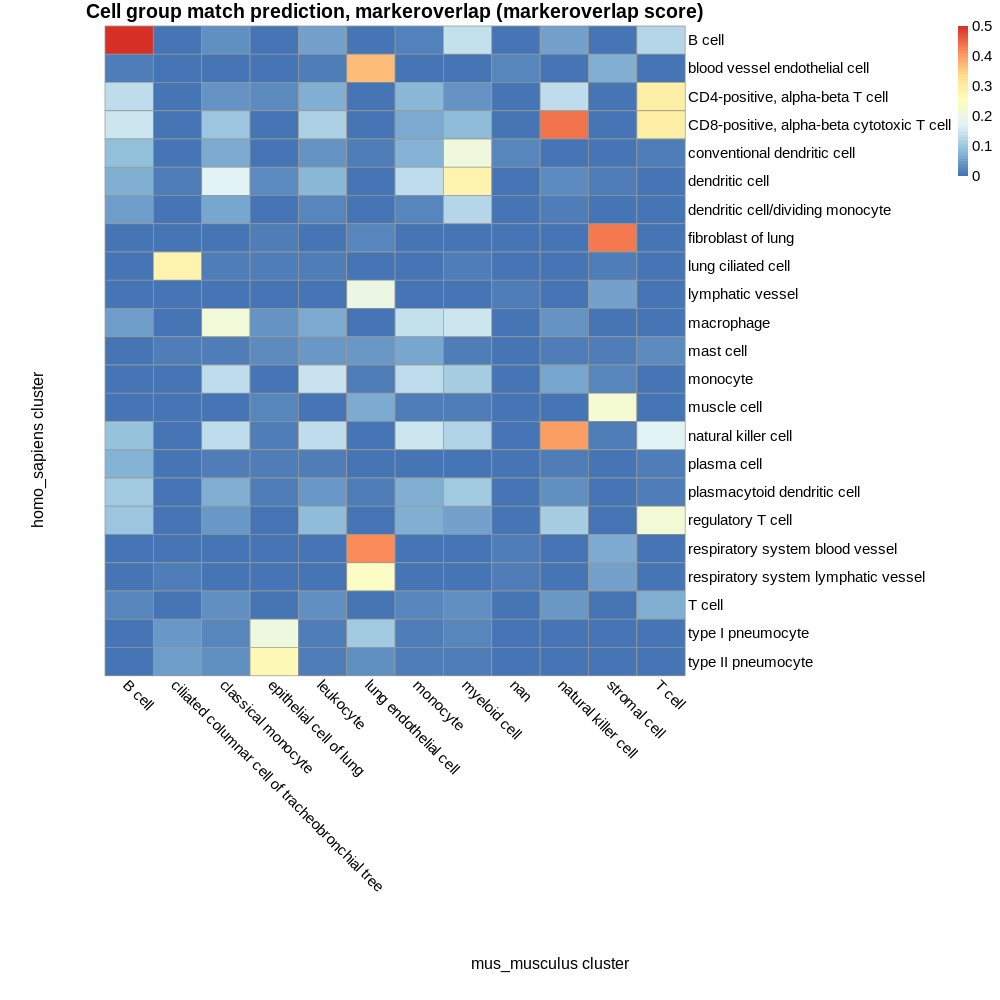 Cell group match prediction, markeroverlap (markeroverlap score)
0.5
0.4
0.3
0.2
0.1
0
B cell
blood vessel endothelial cell
CD4-positive, alpha-beta T cell
CD8-positive, alpha-beta cytotoxic T cell
conventional dendritic cell
dendritic cell
dendritic cell/dividing monocyte
fibroblast of lung
lung ciliated cell
lymphatic vessel
macrophage
mast cell
monocyte
muscle cell
natural killer cell
plasma cell
plasmacytoid dendritic cell
regulatory T cell
respiratory system blood vessel
respiratory system lymphatic vessel
T cell
type I pneumocyte
type II pneumocyte
homo_sapiens cluster
B cell
ciliated columnar cell of tracheobronchial tree
classical monocyte
epithelial cell of lung
leukocyte
lung endothelial cell
monocyte
myeloid cell
nan
natural killer cell
stromal cell
T cell
mus_musculus cluster